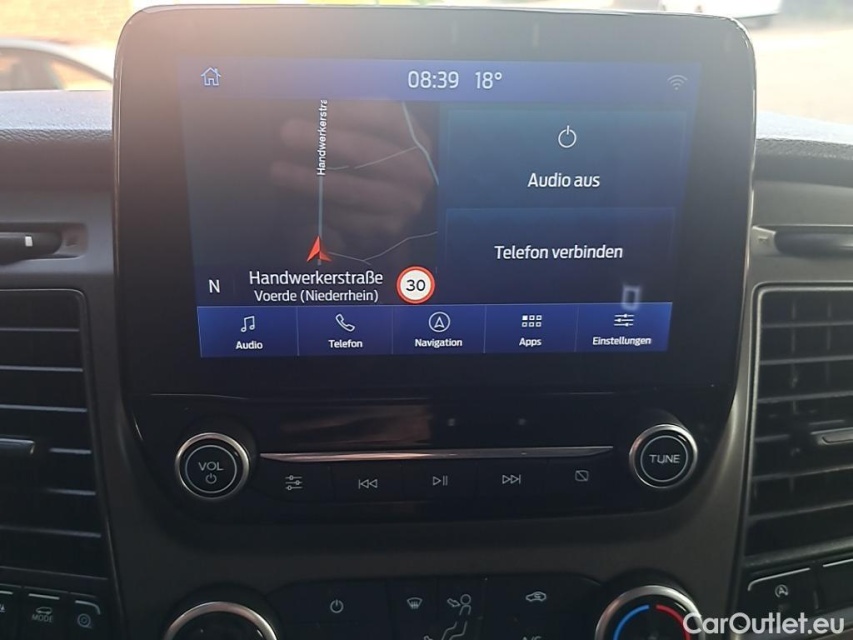 08:39 18°
Handwerkerstra
Audio aus
Telefon verbinden
N
Handwerkerstraße
Voerde (Niederrhein)
30
Audio
Telefon
Navigation
Apps
Einstellungen
VOL
TUNE
MODE
CarOutlet.eu